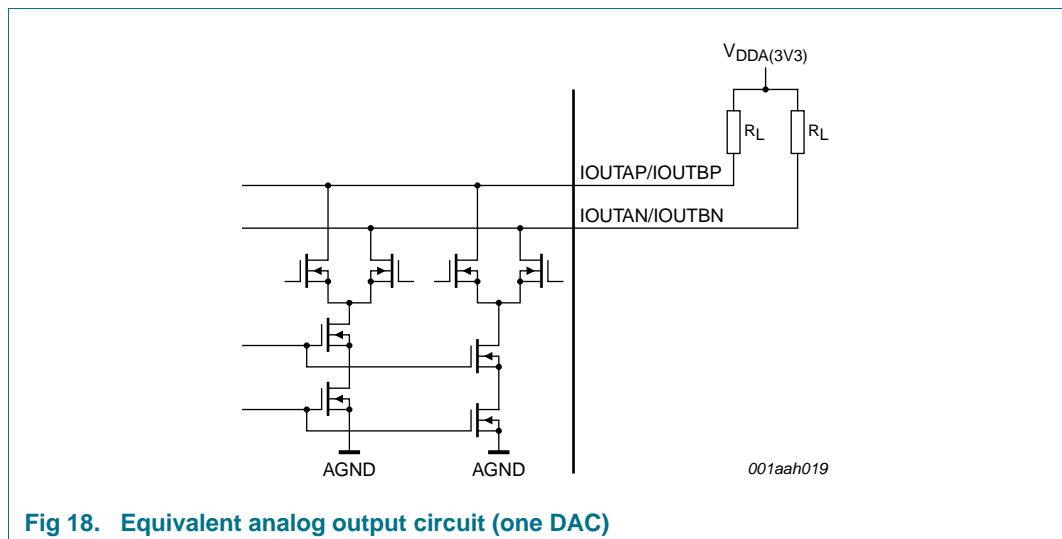 VDDA(3V3)
RL RL
IOUTAP/IOUTBP
IOUTAN/IOUTBN
AGND AGND
001aah019
Fig 18. Equivalent analog output circuit (one DAC)